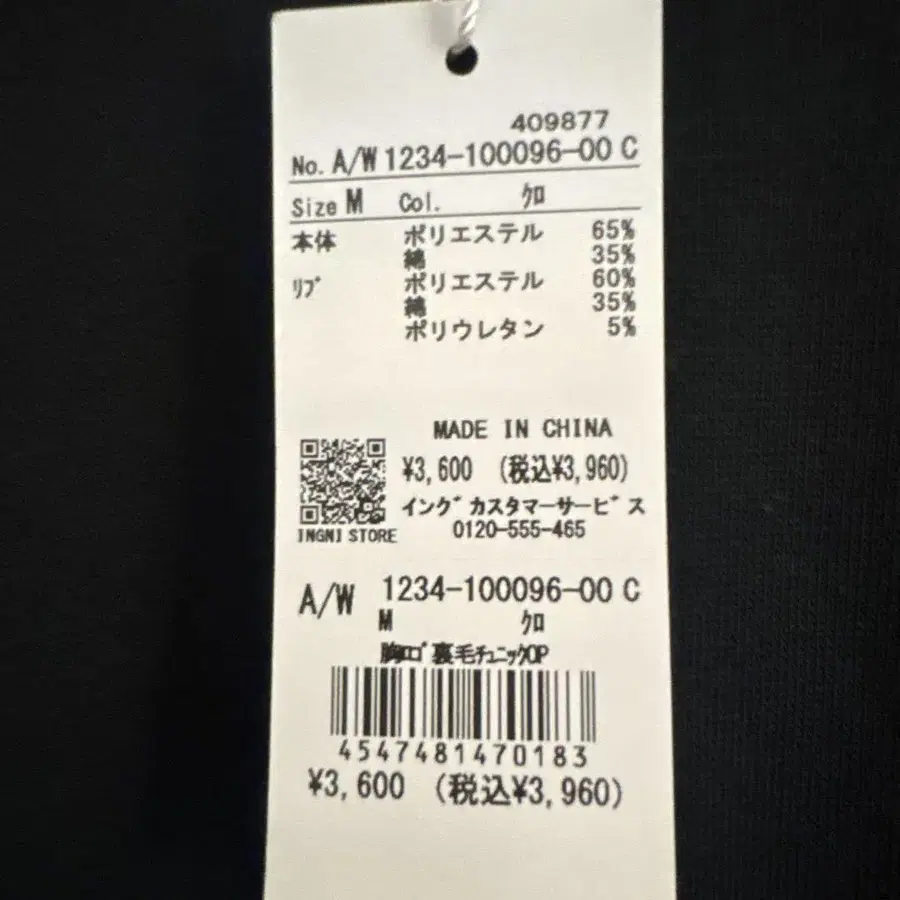 409877
No. A/W 1234-100096-00 C
Size M Col. ｸﾛ
本体 ポリエステル 65%
綿 35%
ﾘﾌﾞ ポリエステル 60%
綿 35%
ポリウレタン 5%
MADE IN CHINA
¥3,600 (税込¥3,960)
イングﾞカスタマーサービﾞス
0120-555-465
INGNI STORE
A/W 1234-100096-00 C
M ｸﾛ
胸ﾛｺﾞ裏毛ﾁｭﾆｯｸOP
4547481470183
¥3,600 (税込¥3,960)